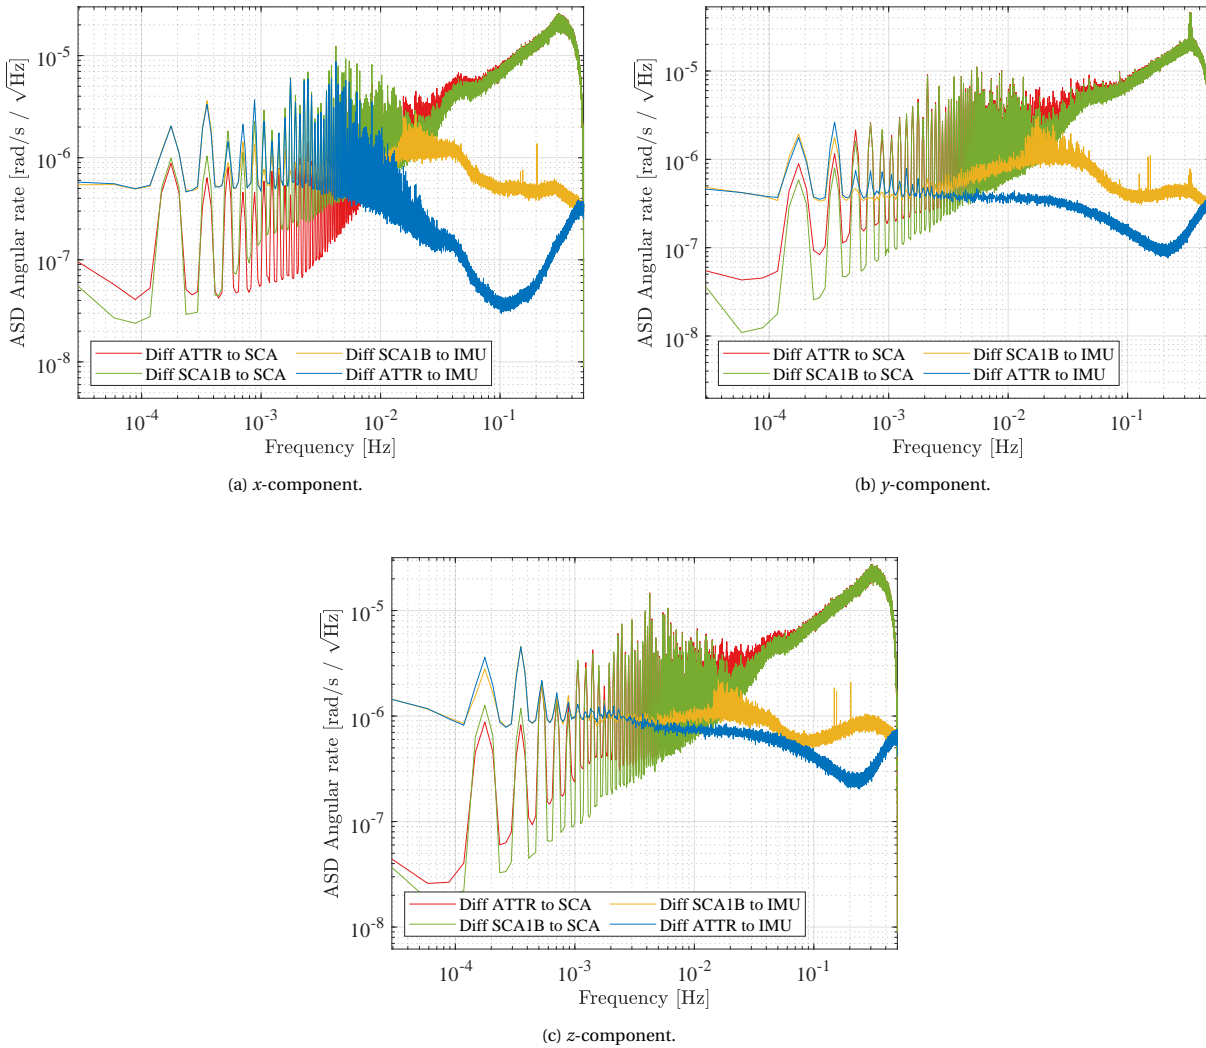 ASD Angular rate [rad/s / √Hz]
10^-5
10^-6
10^-7
10^-8
Diff ATTR to SCA
Diff SCA1B to SCA
Diff SCA1B to IMU
Diff ATTR to IMU
10^-4 10^-3 10^-2 10^-1
Frequency [Hz]
(a) x-component.
ASD Angular rate [rad/s / √Hz]
10^-5
10^-6
10^-7
10^-8
Diff ATTR to SCA
Diff SCA1B to SCA
Diff SCA1B to IMU
Diff ATTR to IMU
10^-4 10^-3 10^-2 10^-1
Frequency [Hz]
(b) y-component.
ASD Angular rate [rad/s / √Hz]
10^-5
10^-6
10^-7
10^-8
Diff ATTR to SCA
Diff SCA1B to SCA
Diff SCA1B to IMU
Diff ATTR to IMU
10^-4 10^-3 10^-2 10^-1
Frequency [Hz]
(c) z-component.